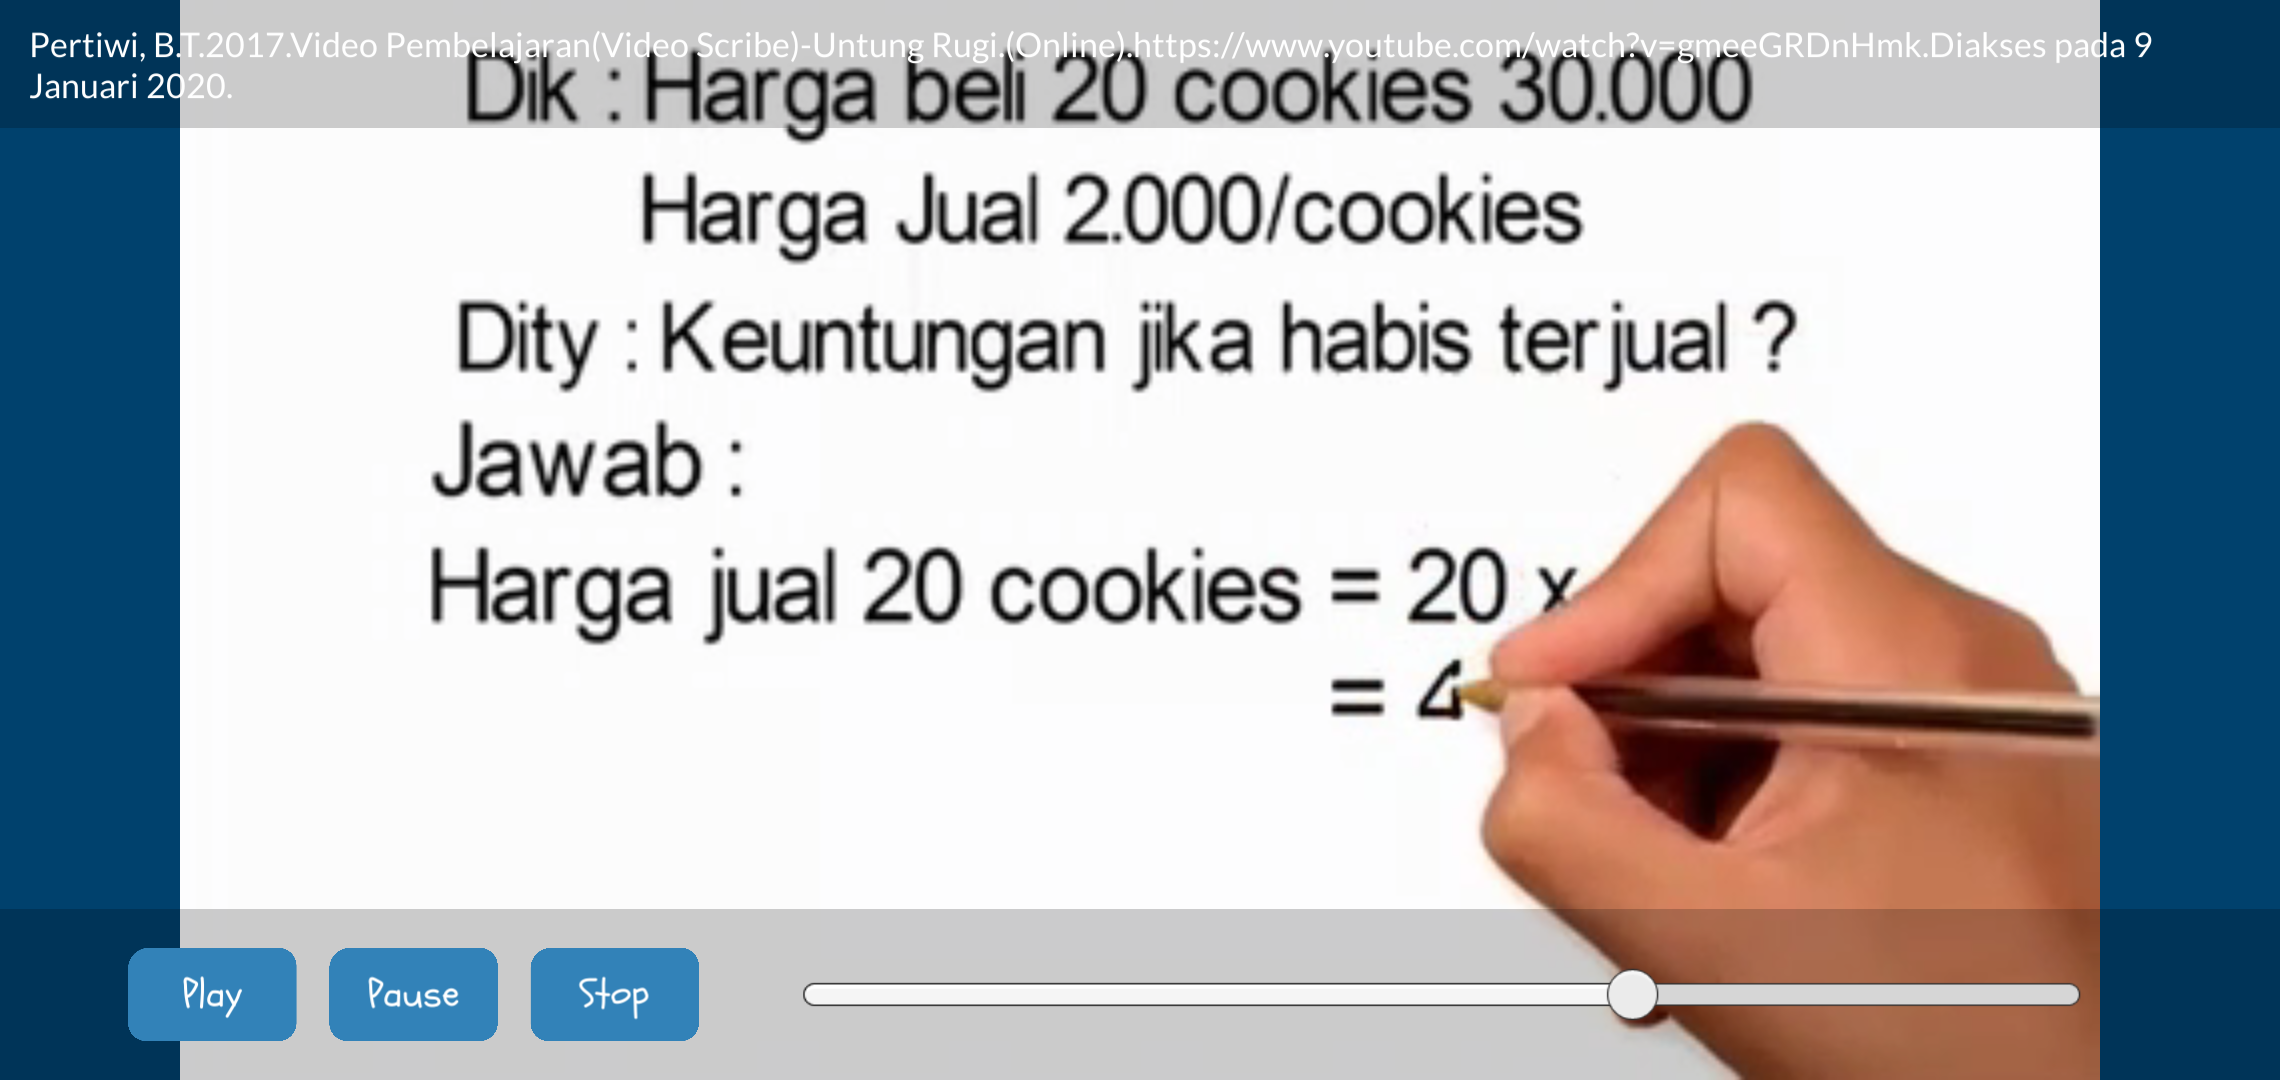 Pertiwi, B.T.2017.Video Pembelajaran(Video Scribe)-Untung Rugi.(Online).https://www.youtube.com/watch?v=gmeeGRDnHmk.Diakses pada 9
Januari 2020.
Dik : Harga beli 20 cookies 30.000
Harga Jual 2.000/cookies
Dity : Keuntungan jika habis terjual ?
Jawab :
Harga jual 20 cookies = 20 x
= 4
Play Pause Stop